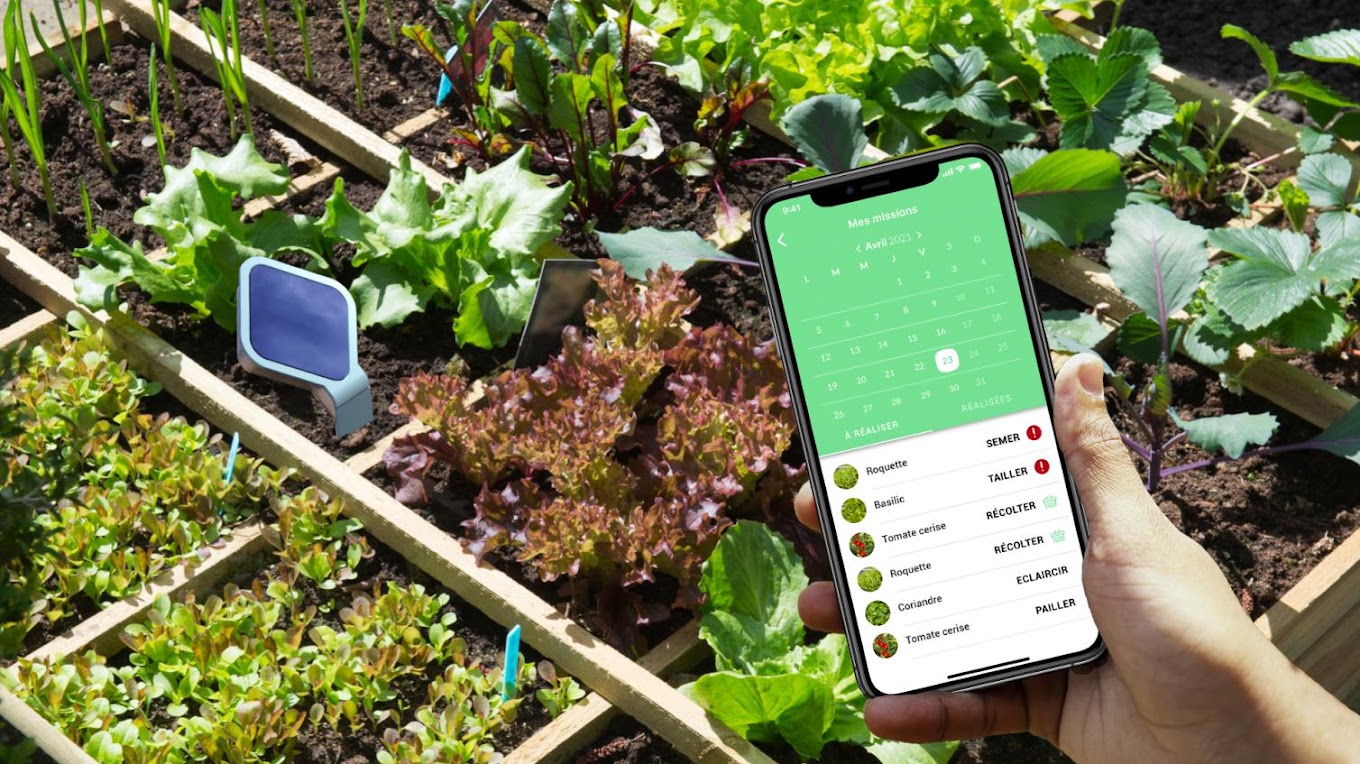 9:41
Mes missions
< Avril 2021 >
L M M J V S D
1 2 3 4
5 6 7 8 9 10 11
12 13 14 15 16 17 18
19 20 21 22 23 24 25
26 27 28 29 30 31
À RÉALISER RÉALISÉES
Roquette SEMER
Basilic TAILLER
Tomate cerise RÉCOLTER
Roquette RÉCOLTER
Coriandre ECLAIRCIR
Tomate cerise PAILLER